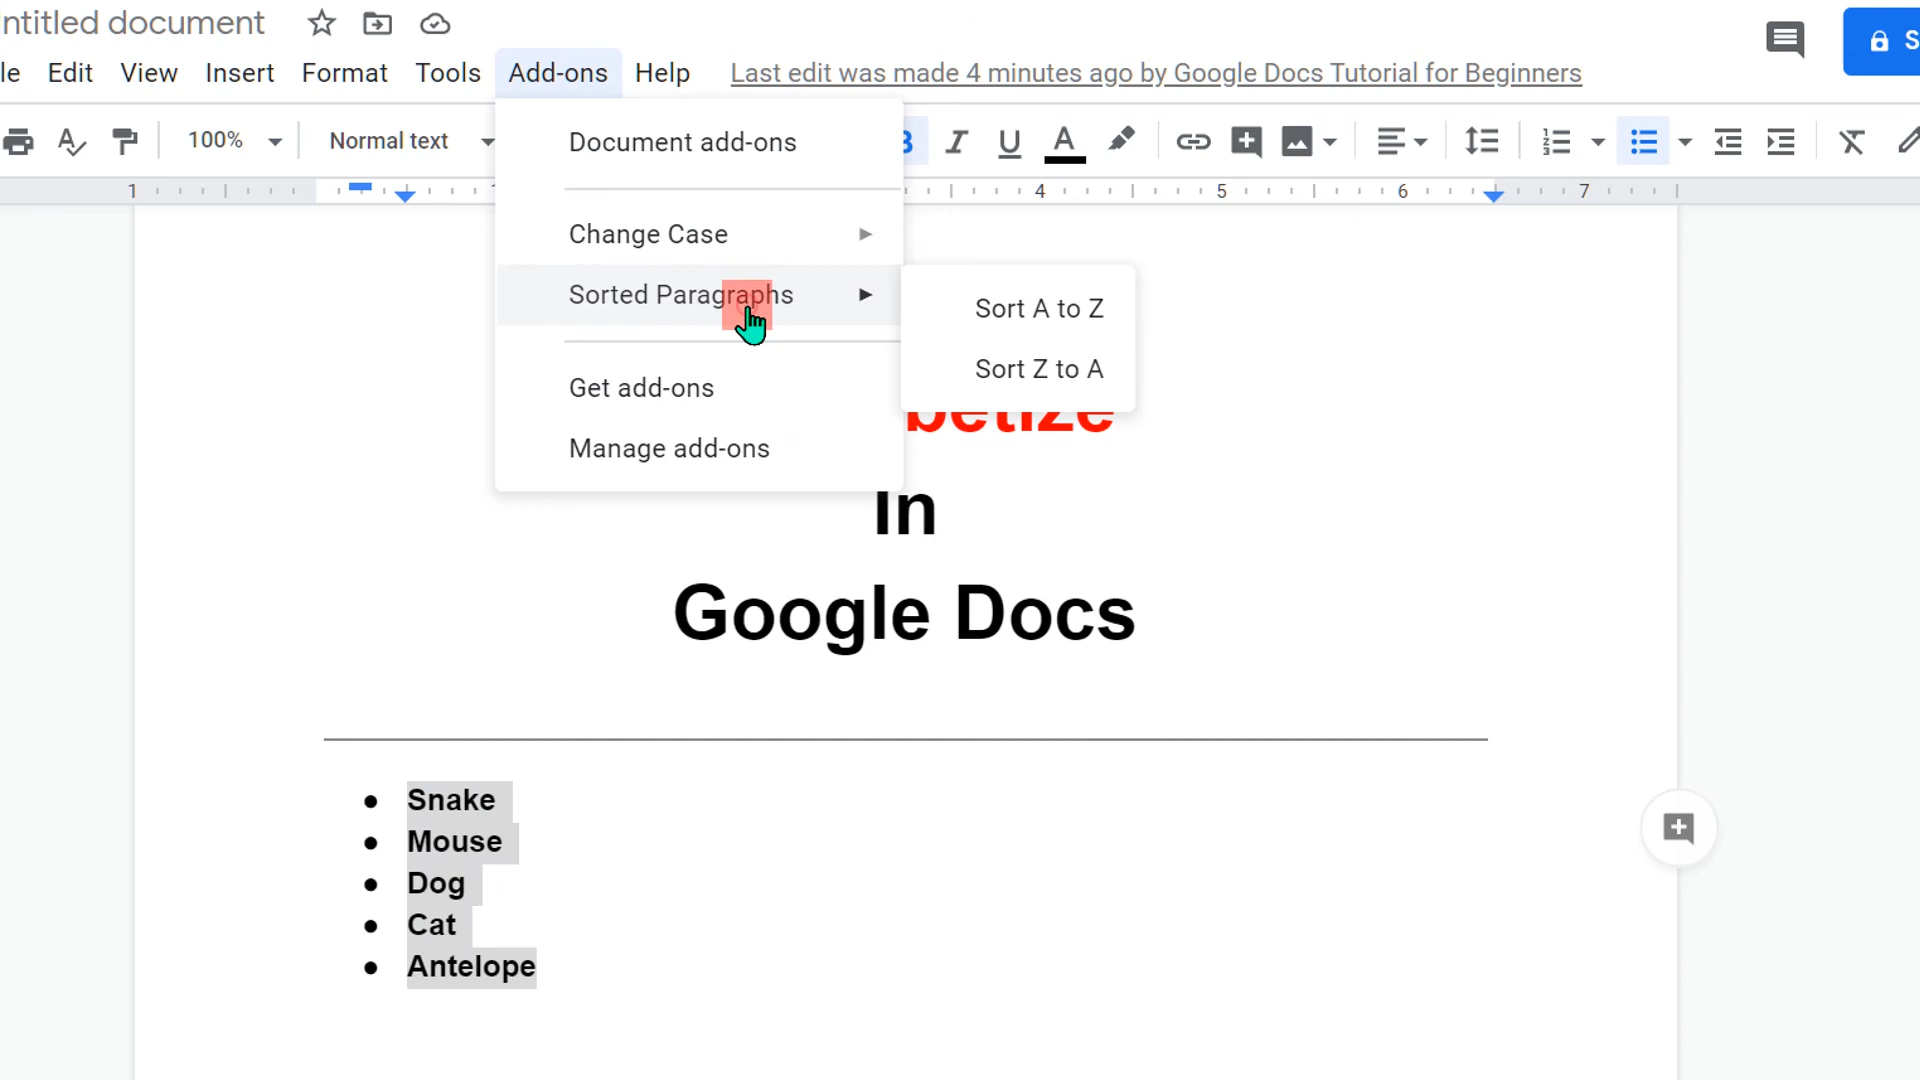 ntitled document
le Edit View Insert Format Tools Add-ons Help Last edit was made 4 minutes ago by Google Docs Tutorial for Beginners
S
100% Normal text B I U A
1 1 4 5 6 7
Document add-ons
Change Case
Sorted Paragraphs
Sort A to Z
Sort Z to A
Get add-ons
Manage add-ons
betize
In
Google Docs
Snake
Mouse
Dog
Cat
Antelope